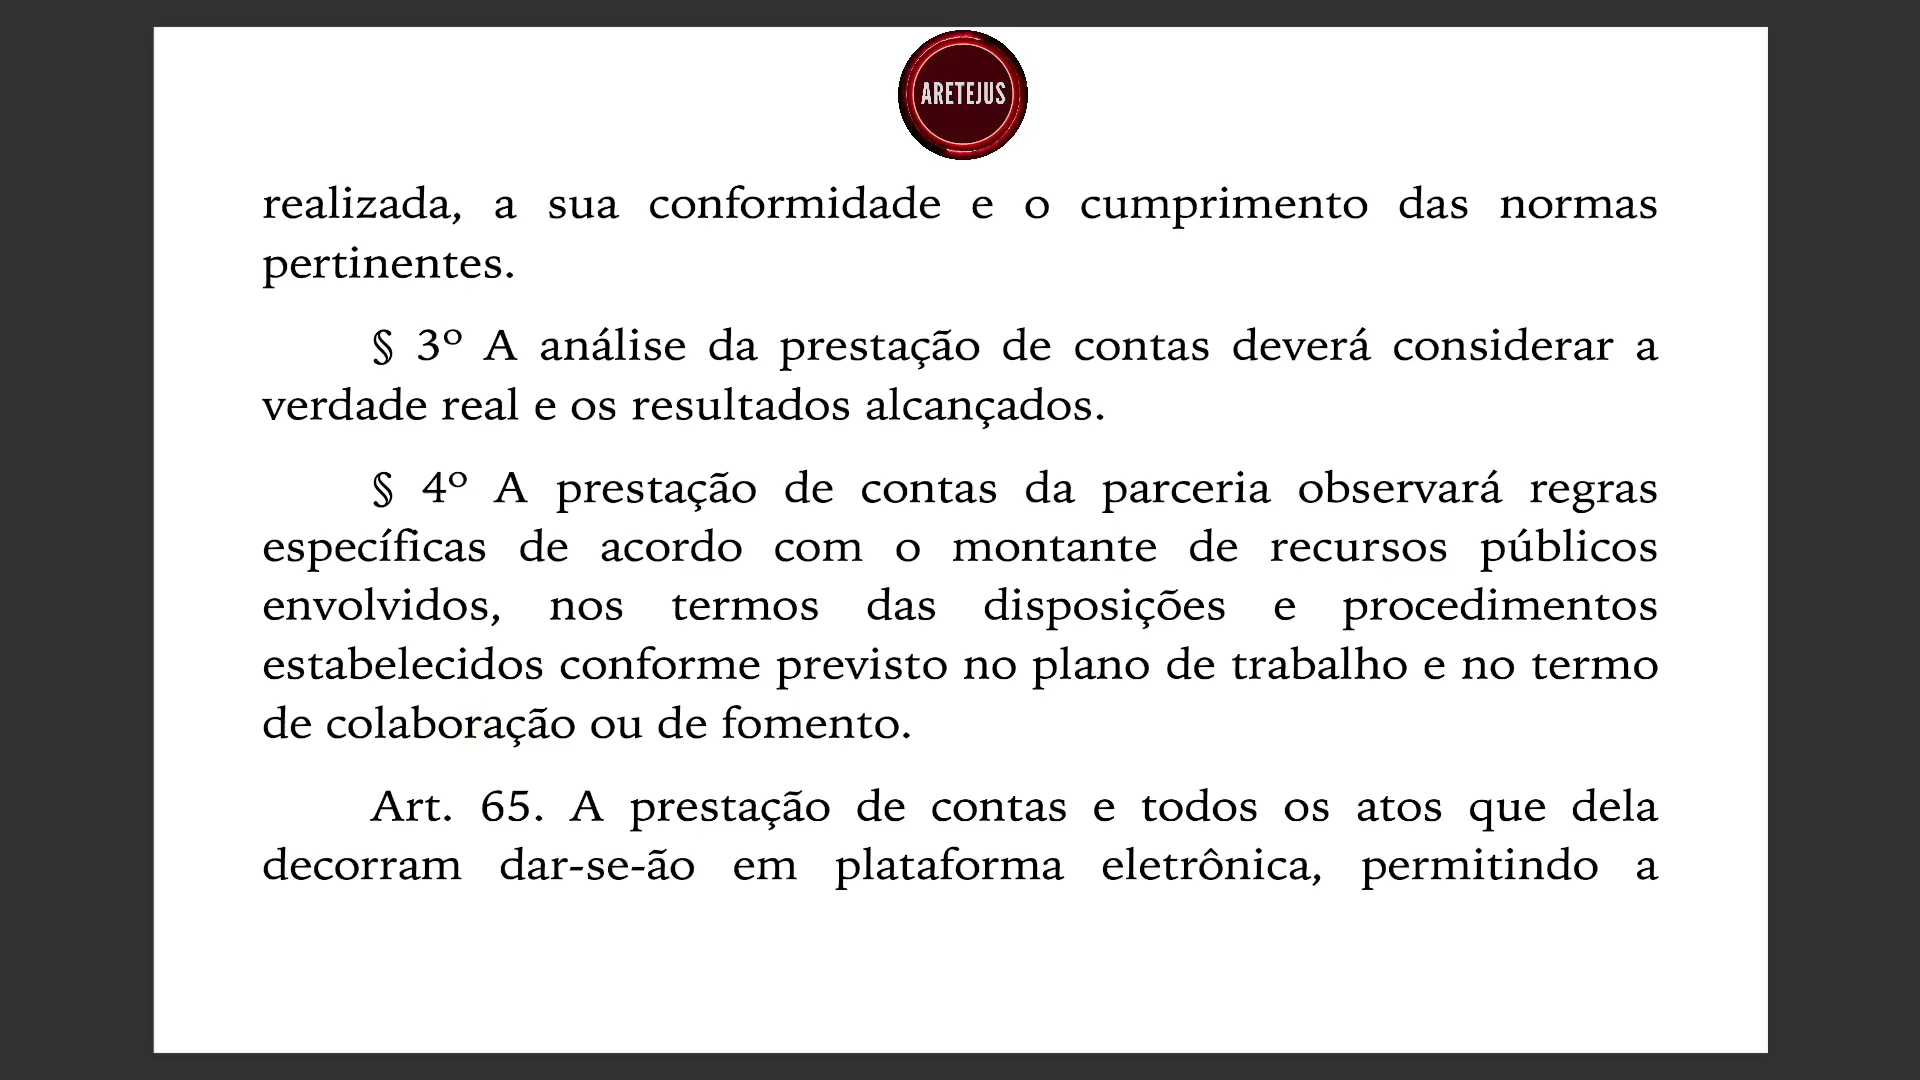 ARETEJUS
realizada, a sua conformidade e o cumprimento das normas
pertinentes.
§ 3º A análise da prestação de contas deverá considerar a
verdade real e os resultados alcançados.
§ 4º A prestação de contas da parceria observará regras
específicas de acordo com o montante de recursos públicos
envolvidos, nos termos das disposições e procedimentos
estabelecidos conforme previsto no plano de trabalho e no termo
de colaboração ou de fomento.
Art. 65. A prestação de contas e todos os atos que dela
decorram dar-se-ão em plataforma eletrônica, permitindo a